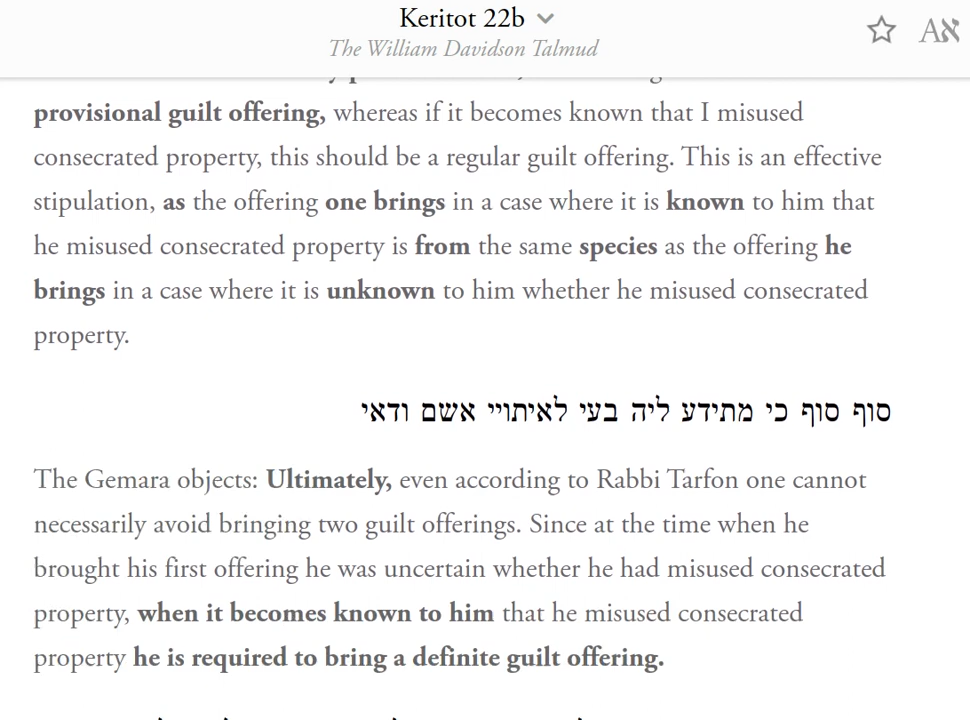 Keritot 22b
The William Davidson Talmud
Aא
provisional guilt offering, whereas if it becomes known that I misused
consecrated property, this should be a regular guilt offering. This is an effective
stipulation, as the offering one brings in a case where it is known to him that
he misused consecrated property is from the same species as the offering he
brings in a case where it is unknown to him whether he misused consecrated
property.
סוף סוף כי מתידע ליה בעי לאיתויי אשם ודאי
The Gemara objects: Ultimately, even according to Rabbi Tarfon one cannot
necessarily avoid bringing two guilt offerings. Since at the time when he
brought his first offering he was uncertain whether he had misused consecrated
property, when it becomes known to him that he misused consecrated
property he is required to bring a definite guilt offering.